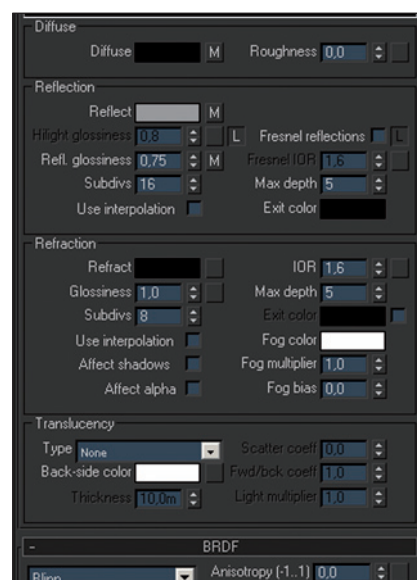 Diffuse
Diffuse M Roughness 0,0
Reflection
Reflect M
Hilight glossiness 0,8 L Fresnel reflections L
Refl. glossiness 0,75 M Fresnel IOR 1,6
Subdivs 16 Max depth 5
Use interpolation Exit color
Refraction
Refract IOR 1,6
Glossiness 1,0 Max depth 5
Subdivs 8 Exit color
Use interpolation Fog color
Affect shadows Fog multiplier 1,0
Affect alpha Fog bias 0,0
Translucency
Type None Scatter coeff 0,0
Back-side color Fwd/bck coeff 1,0
Thickness 10,0m Light multiplier 1,0
- BRDF
Blinn Anisotropy (-1..1) 0,0